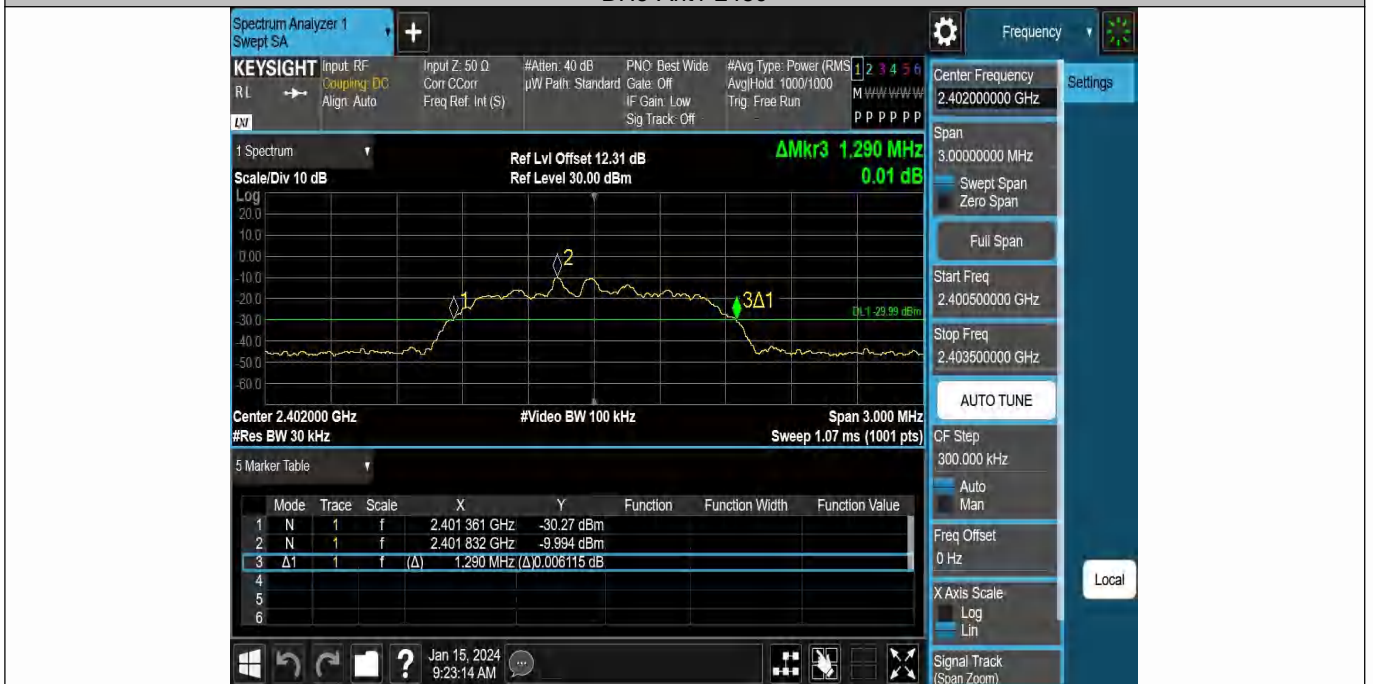 Spectrum Analyzer 1
Swept SA
+
Frequency
KEYSIGHT
RL
LXI
Input: RF
Coupling: DC
Align: Auto
Input Z: 50 Ω
Corr CCorr
Freq Ref: Int (S)
#Atten: 40 dB
µW Path: Standard
PNO: Best Wide
Gate: Off
IF Gain: Low
Sig Track: Off
#Avg Type: Power (RMS
Avg|Hold: 1000/1000
Trig: Free Run
1 2 3 4 5 6
M W W W W W
P P P P P P
1 Spectrum
Scale/Div 10 dB
Ref Lvl Offset 12.31 dB
Ref Level 30.00 dBm
ΔMkr3 1.290 MHz
0.01 dB
Log
20.0
10.0
0.00
-10.0
-20.0
-30.0
-40.0
-50.0
-60.0
1
2
3Δ1
DL1 -29.99 dBm
Center 2.402000 GHz
#Video BW 100 kHz
Span 3.000 MHz
#Res BW 30 kHz
Sweep 1.07 ms (1001 pts)
5 Marker Table
Mode Trace Scale X Y Function Function Width Function Value
1 N 1 f 2.401 361 GHz -30.27 dBm
2 N 1 f 2.401 832 GHz -9.994 dBm
3 Δ1 1 f (Δ) 1.290 MHz (Δ)0.006115 dB
4
5
6
Jan 15, 2024
9:23:14 AM
Center Frequency
2.402000000 GHz
Settings
Span
3.00000000 MHz
Swept Span
Zero Span
Full Span
Start Freq
2.400500000 GHz
Stop Freq
2.403500000 GHz
AUTO TUNE
CF Step
300.000 kHz
Auto
Man
Freq Offset
0 Hz
X Axis Scale
Log
Lin
Local
Signal Track
(Span Zoom)